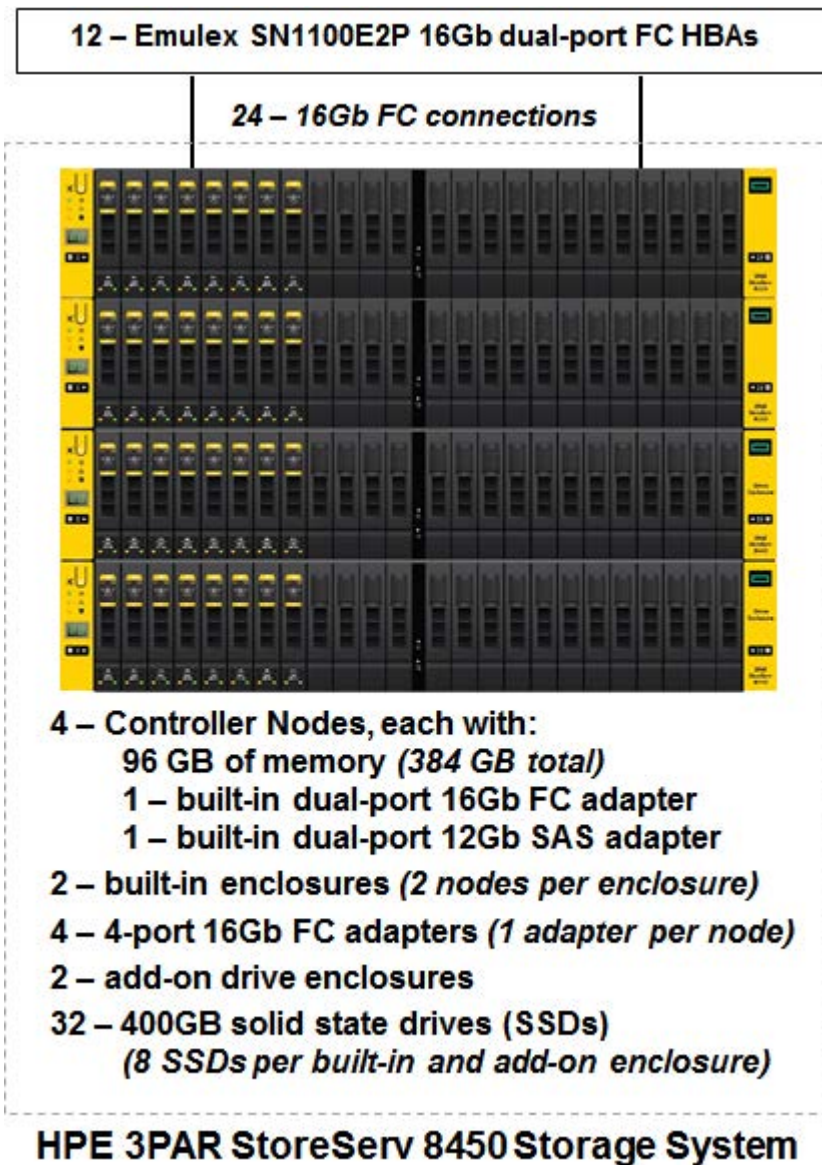 12 – Emulex SN1100E2P 16Gb dual-port FC HBAs
24 – 16Gb FC connections
4 – Controller Nodes, each with:
96 GB of memory (384 GB total)
1 – built-in dual-port 16Gb FC adapter
1 – built-in dual-port 12Gb SAS adapter
2 – built-in enclosures (2 nodes per enclosure)
4 – 4-port 16Gb FC adapters (1 adapter per node)
2 – add-on drive enclosures
32 – 400GB solid state drives (SSDs)
(8 SSDs per built-in and add-on enclosure)
HPE 3PAR StoreServ 8450 Storage System